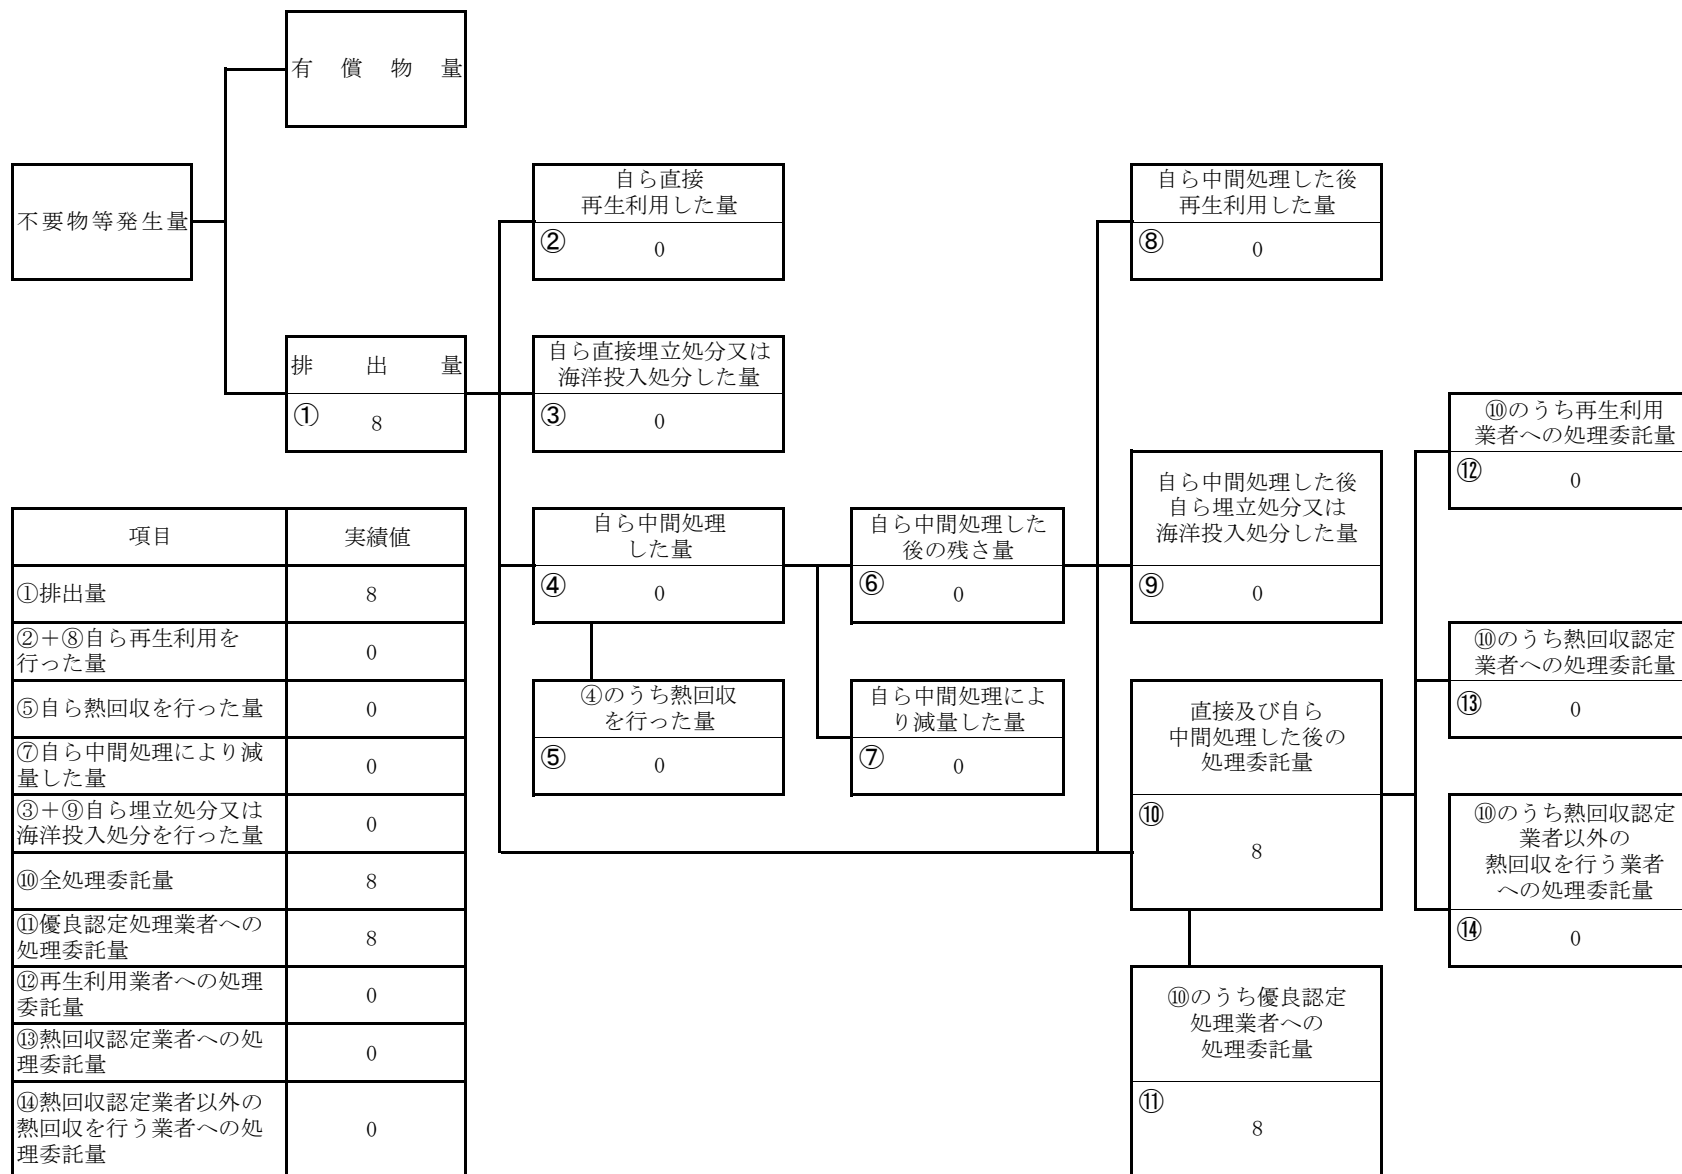 有償物量
不要物等発生量
排出量
① 8
自ら直接
再生利用した量
② 0
自ら直接埋立処分又は
海洋投入処分した量
③ 0
自ら中間処理
した量
④ 0
④のうち熱回収
を行った量
⑤ 0
自ら中間処理した
後の残さ量
⑥ 0
自ら中間処理によ
り減量した量
⑦ 0
自ら中間処理した後
再生利用した量
⑧ 0
自ら中間処理した後
自ら埋立処分又は
海洋投入処分した量
⑨ 0
直接及び自ら
中間処理した後の
処理委託量
⑩
8
⑩のうち優良認定
処理業者への
処理委託量
⑪
8
⑩のうち再生利用
業者への処理委託量
⑫ 0
⑩のうち熱回収認定
業者への処理委託量
⑬ 0
⑩のうち熱回収認定
業者以外の
熱回収を行う業者
への処理委託量
⑭ 0
項目 実績値
①排出量 8
②+⑧自ら再生利用を
行った量 0
⑤自ら熱回収を行った量 0
⑦自ら中間処理により減
量した量 0
③+⑨自ら埋立処分又は
海洋投入処分を行った量 0
⑩全処理委託量 8
⑪優良認定処理業者への
処理委託量 8
⑫再生利用業者への処理
委託量 0
⑬熱回収認定業者への処
理委託量 0
⑭熱回収認定業者以外の
熱回収を行う業者への処 0
理委託量